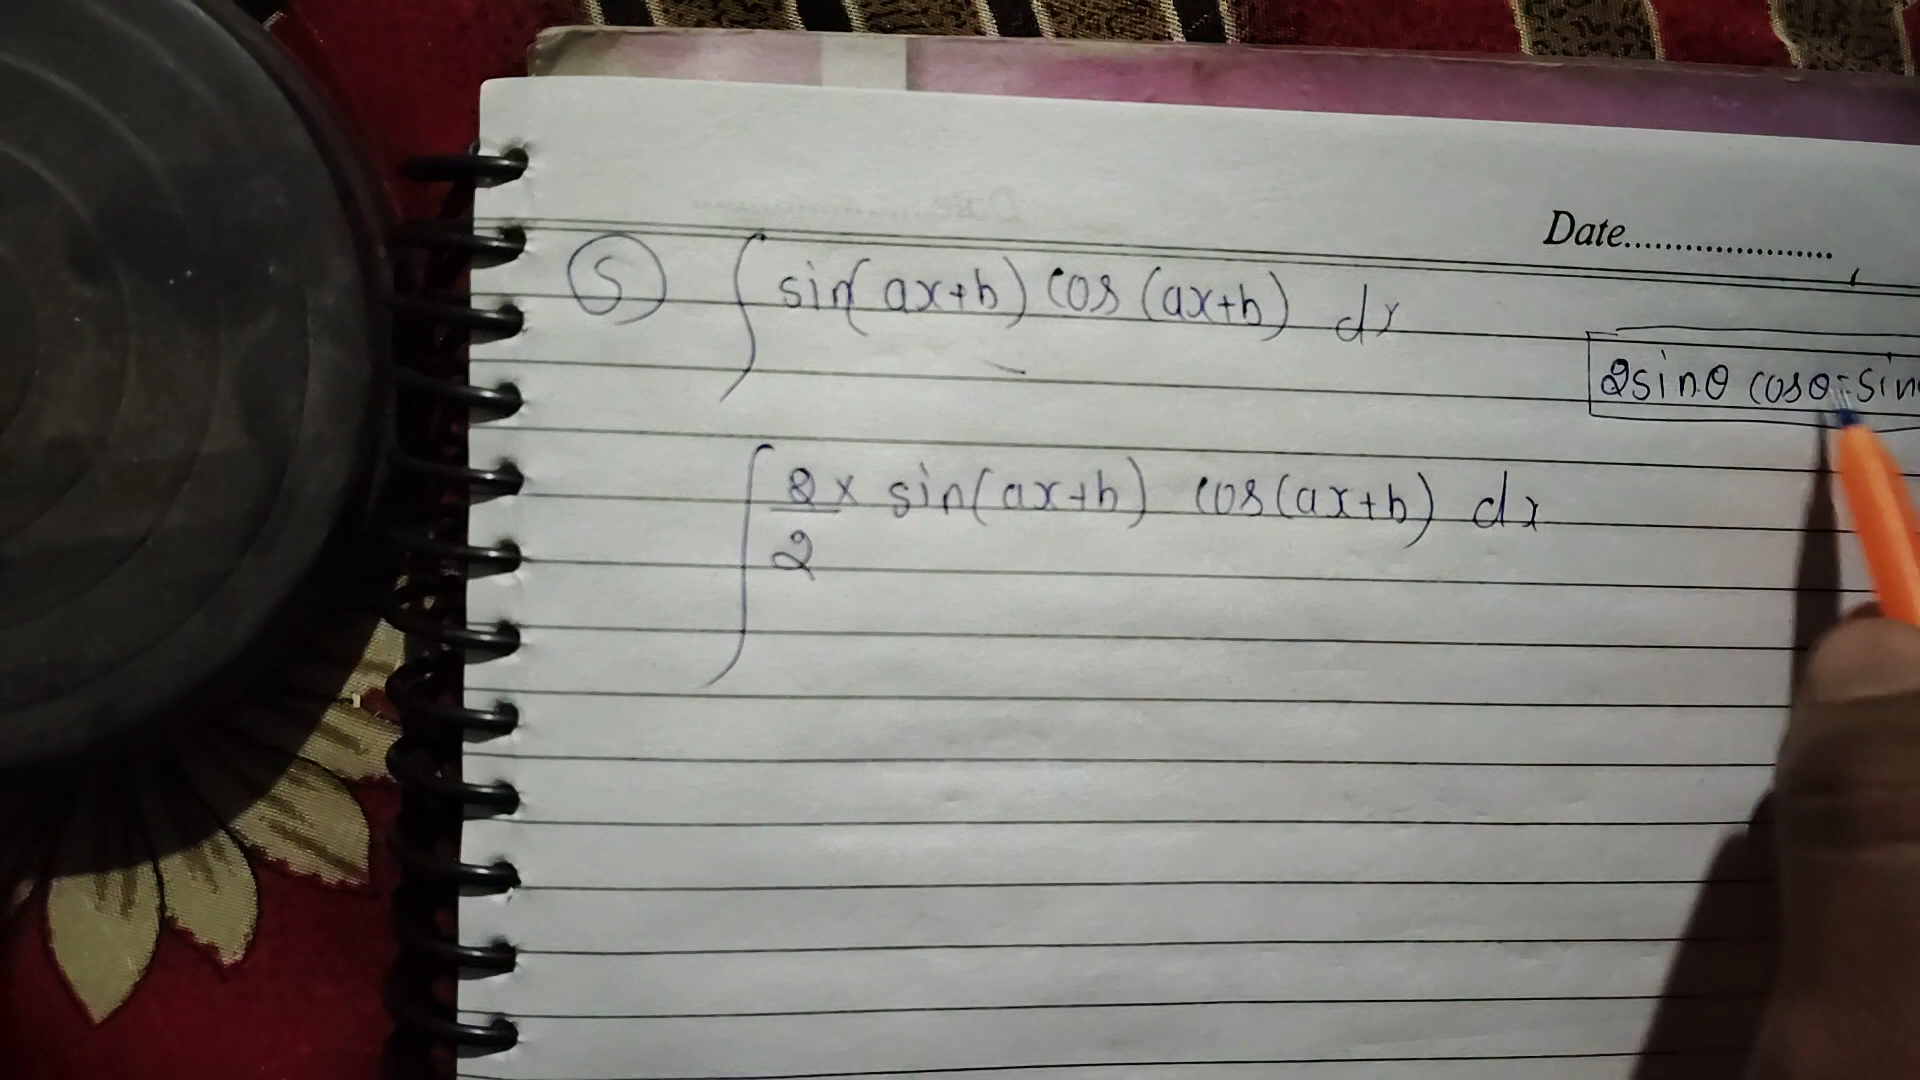 Date....................
(5) ∫ sin(ax+b) cos (ax+b) dx
2sinθ cosθ=sin
∫ 2/2 x sin(ax+b) cos(ax+b) dx